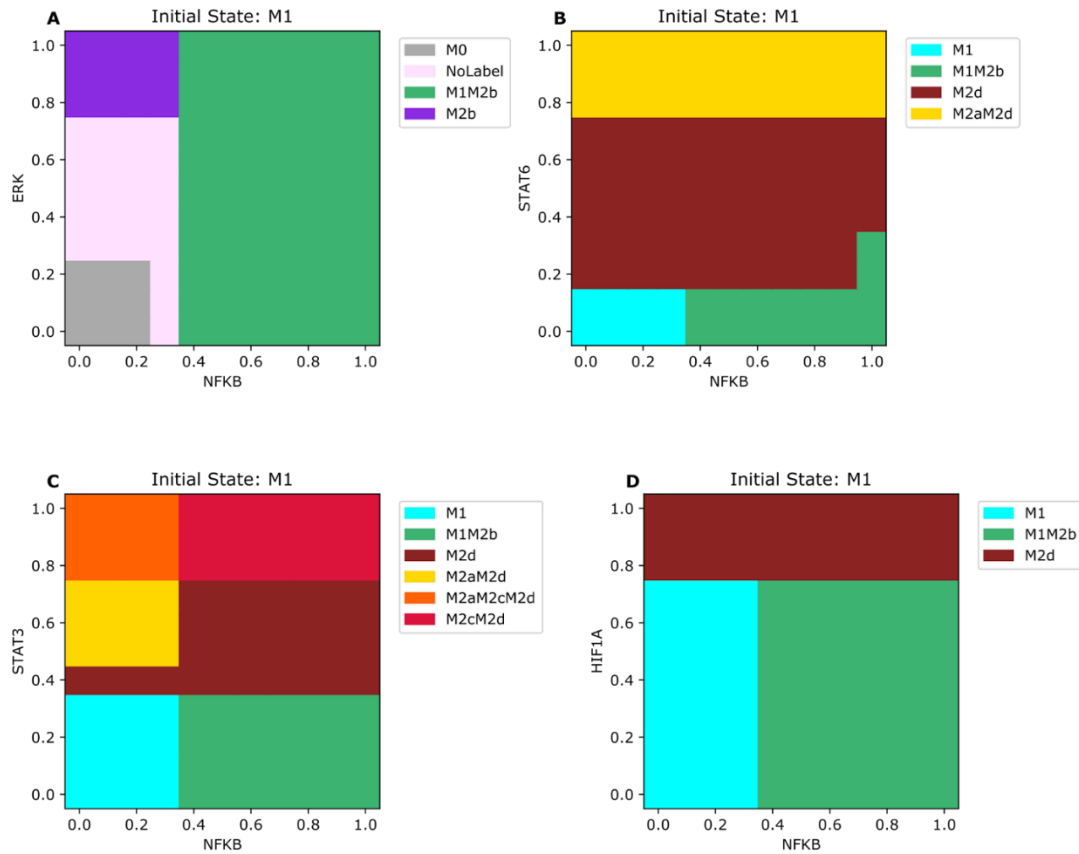 A
Initial State: M1
ERK
1.0
0.8
0.6
0.4
0.2
0.0
0.0 0.2 0.4 0.6 0.8 1.0
NFKB
M0
NoLabel
M1M2b
M2b
B
Initial State: M1
STAT6
1.0
0.8
0.6
0.4
0.2
0.0
0.0 0.2 0.4 0.6 0.8 1.0
NFKB
M1
M1M2b
M2d
M2aM2d
C
Initial State: M1
STAT3
1.0
0.8
0.6
0.4
0.2
0.0
0.0 0.2 0.4 0.6 0.8 1.0
NFKB
M1
M1M2b
M2d
M2aM2d
M2aM2cM2d
M2cM2d
D
Initial State: M1
HIF1A
1.0
0.8
0.6
0.4
0.2
0.0
0.0 0.2 0.4 0.6 0.8 1.0
NFKB
M1
M1M2b
M2d